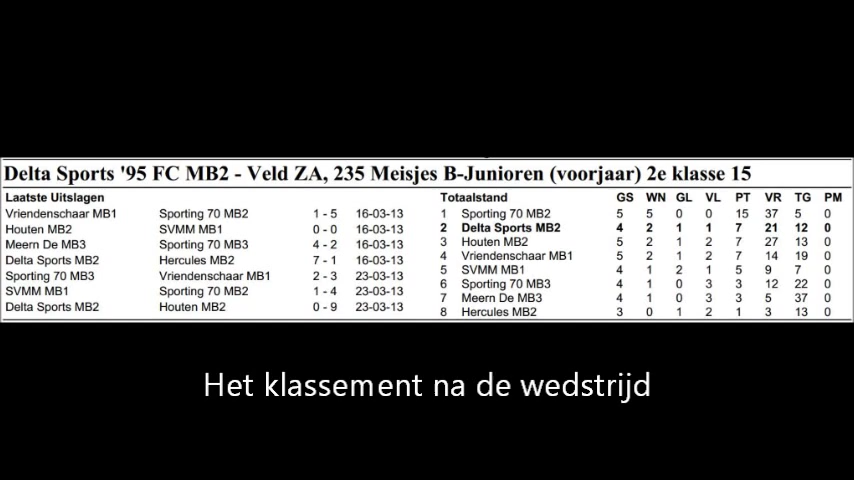 Delta Sports '95 FC MB2 - Veld ZA, 235 Meisjes B-Junioren (voorjaar) 2e klasse 15
Laatste Uitslagen
Vriendenschaar MB1 Sporting 70 MB2 1 - 5 16-03-13
Houten MB2 SVMM MB1 0 - 0 16-03-13
Meern De MB3 Sporting 70 MB3 4 - 2 16-03-13
Delta Sports MB2 Hercules MB2 7 - 1 16-03-13
Sporting 70 MB3 Vriendenschaar MB1 2 - 3 23-03-13
SVMM MB1 Sporting 70 MB2 1 - 4 23-03-13
Delta Sports MB2 Houten MB2 0 - 9 23-03-13
Totaalstand GS WN GL VL PT VR TG PM
1 Sporting 70 MB2 5 5 0 0 15 37 5 0
2 Delta Sports MB2 4 2 1 1 7 21 12 0
3 Houten MB2 5 2 1 2 7 27 13 0
4 Vriendenschaar MB1 5 2 1 2 7 14 19 0
5 SVMM MB1 4 1 2 1 5 9 7 0
6 Sporting 70 MB3 4 1 0 3 3 12 22 0
7 Meern De MB3 4 1 0 3 3 5 37 0
8 Hercules MB2 3 0 1 2 1 3 13 0
Het klassement na de wedstrijd